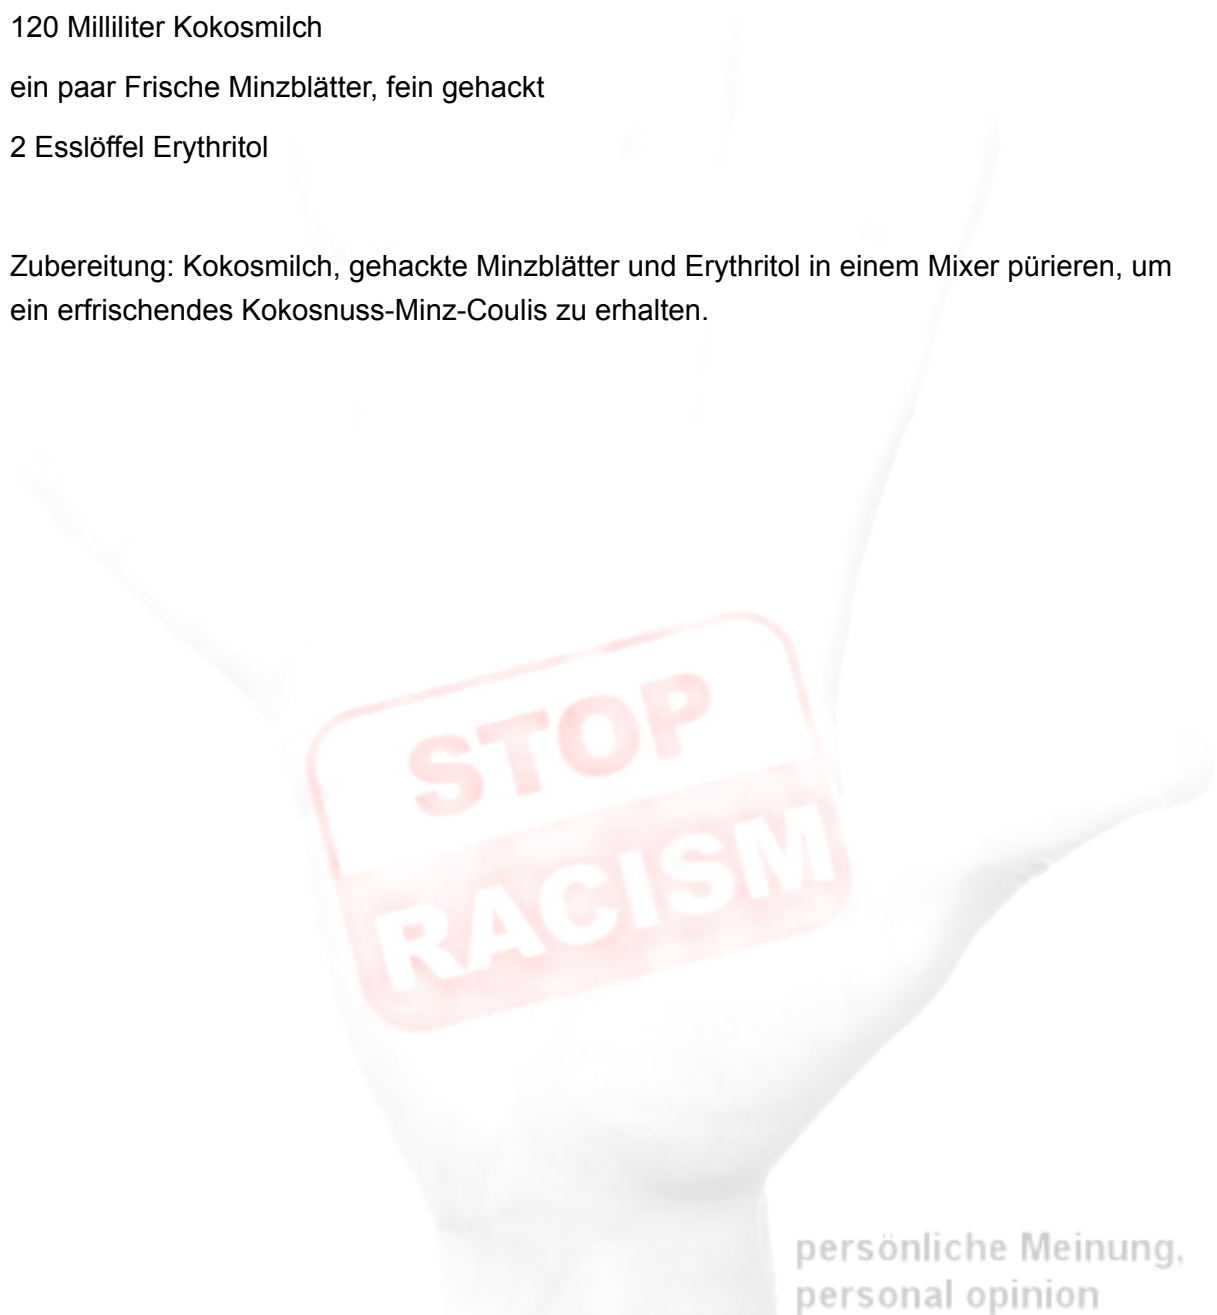 120 Milliliter Kokosmilch
ein paar Frische Minzblätter, fein gehackt
2 Esslöffel Erythritol
Zubereitung: Kokosmilch, gehackte Minzblätter und Erythritol in einem Mixer pürieren, um
ein erfrischendes Kokosnuss-Minz-Coulis zu erhalten.
STOP
RACISM
persönliche Meinung,
personal opinion